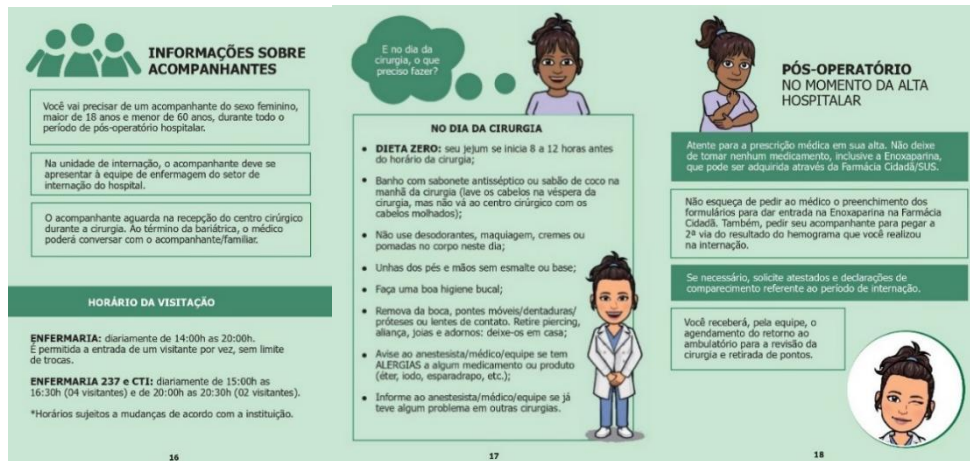 INFORMAÇÕES SOBRE
ACOMPANHANTES
Você vai precisar de um acompanhante do sexo feminino,
maior de 18 anos e menor de 60 anos, durante todo o
período de pós-operatório hospitalar.
Na unidade de internação, o acompanhante deve se
apresentar à equipe de enfermagem do setor de
internação do hospital.
O acompanhante aguarda na recepção do centro cirúrgico
durante a cirurgia. Ao término da bariátrica, o médico
poderá conversar com o acompanhante/familiar.
HORÁRIO DA VISITAÇÃO
ENFERMARIA: diariamente de 14:00h as 20:00h.
É permitida a entrada de um visitante por vez, sem limite
de trocas.
ENFERMARIA 237 e CTI: diariamente de 15:00h as
16:30h (04 visitantes) e de 20:00h as 20:30h (02 visitantes).
*Horários sujeitos a mudanças de acordo com a instituição.
16
E no dia da
cirurgia, o que
preciso fazer?
NO DIA DA CIRURGIA
• DIETA ZERO: seu jejum se inicia 8 a 12 horas antes
do horário da cirurgia;
• Banho com sabonete antisséptico ou sabão de coco na
manhã da cirurgia (lave os cabelos na véspera da
cirurgia, mas não vá ao centro cirúrgico com os
cabelos molhados);
• Não use desodorantes, maquiagem, cremes ou
pomadas no corpo neste dia;
• Unhas dos pés e mãos sem esmalte ou base;
• Faça uma boa higiene bucal;
• Remova da boca, pontes móveis/dentaduras/
próteses ou lentes de contato. Retire piercing,
aliança, joias e adornos: deixe-os em casa;
• Avise ao anestesista/médico/equipe se tem
ALERGIAS a algum medicamento ou produto
(éter, iodo, esparadrapo, etc.);
• Informe ao anestesista/médico/equipe se já
teve algum problema em outras cirurgias.
17
PÓS-OPERATÓRIO
NO MOMENTO DA ALTA
HOSPITALAR
Atente para a prescrição médica em sua alta. Não deixe
de tomar nenhum medicamento, inclusive a Enoxaparina,
que pode ser adquirida através da Farmácia Cidadã/SUS.
Não esqueça de pedir ao médico o preenchimento dos
formulários para dar entrada na Enoxaparina na Farmácia
Cidadã. Também, pedir seu acompanhante para pegar a
2ª via do resultado do hemograma que você realizou
na internação.
Se necessário, solicite atestados e declarações de
comparecimento referente ao período de internação.
Você receberá, pela equipe, o
agendamento do retorno ao
ambulatório para a revisão da
cirurgia e retirada de pontos.
18